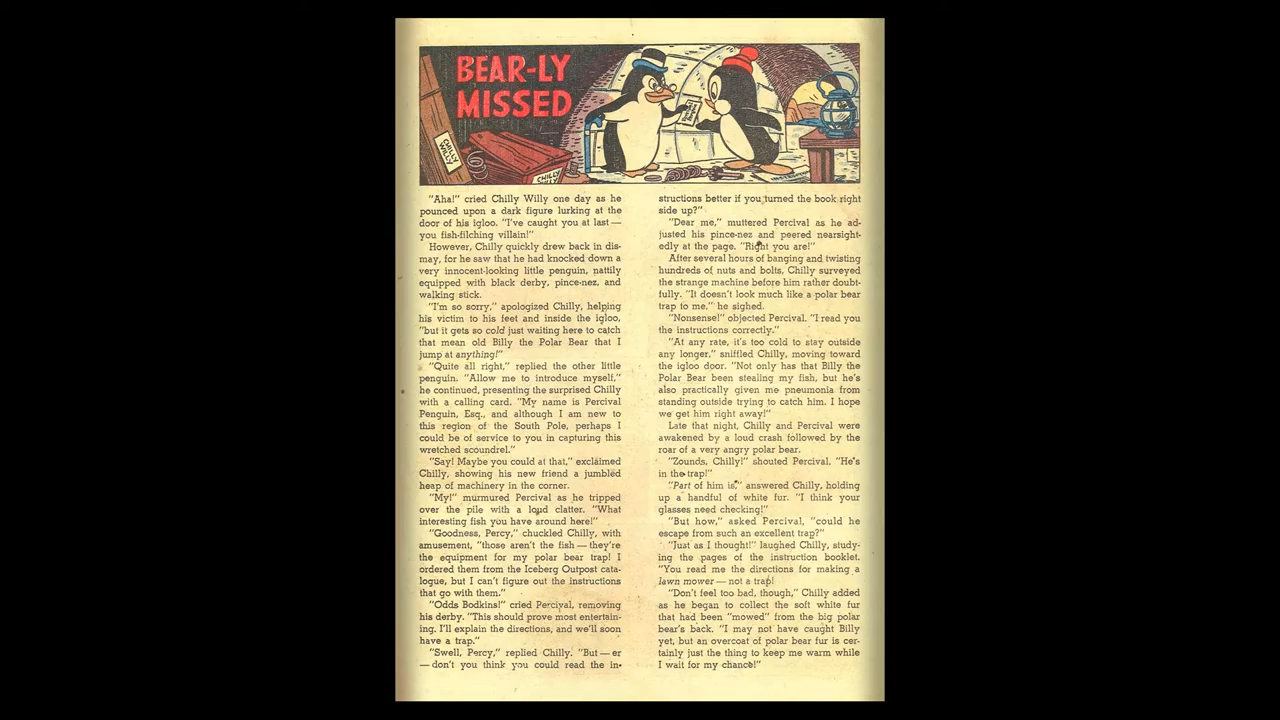 BEAR-LY
MISSED
CHILLY
WILLY
CHILLY
"Aha!" cried Chilly Willy one day as he
pounced upon a dark figure lurking at the
door of his igloo. "I've caught you at last —
you fish-filching villain!"
However, Chilly quickly drew back in dis-
may, for he saw that he had knocked down a
very innocent-looking little penguin, nattily
equipped with black derby, pince-nez, and
walking stick.
"I'm so sorry," apologized Chilly, helping
his victim to his feet and inside the igloo,
"but it gets so cold just waiting here to catch
that mean old Billy the Polar Bear that I
jump at anything!"
"Quite all right," replied the other little
penguin. "Allow me to introduce myself,"
he continued, presenting the surprised Chilly
with a calling card. "My name is Percival
Penguin, Esq., and although I am new to
this region of the South Pole, perhaps I
could be of service to you in capturing this
wretched scoundrel."
"Say! Maybe you could at that," exclaimed
Chilly, showing his new friend a jumbled
heap of machinery in the corner.
"My!" murmured Percival as he tripped
over the pile with a loud clatter. "What
interesting fish you have around here!"
"Goodness, Percy," chuckled Chilly, with
amusement, "those aren't the fish — they're
the equipment for my polar bear trap! I
ordered them from the Iceberg Outpost cata-
logue, but I can't figure out the instructions
that go with them."
"Odds Bodkins!" cried Percival, removing
his derby. "This should prove most entertain-
ing. I'll explain the directions, and we'll soon
have a trap."
"Swell, Percy," replied Chilly. "But — er
— don't you think you could read the in-
structions better if you turned the book right
side up?"
"Dear me," muttered Percival as he ad-
justed his pince-nez and peered nearsight-
edly at the page. "Right you are!"
After several hours of banging and twisting
hundreds of nuts and bolts, Chilly surveyed
the strange machine before him rather doubt-
fully. "It doesn't look much like a polar bear
trap to me," he sighed.
"Nonsense!" objected Percival. "I read you
the instructions correctly."
"At any rate, it's too cold to stay outside
any longer," sniffled Chilly, moving toward
the igloo door. "Not only has that Billy the
Polar Bear been stealing my fish, but he's
also practically given me pneumonia from
standing outside trying to catch him. I hope
we get him right away!"
Late that night, Chilly and Percival were
awakened by a loud crash followed by the
roar of a very angry polar bear.
"Zounds, Chilly!" shouted Percival. "He's
in the trap!"
"Part of him is," answered Chilly, holding
up a handful of white fur. "I think your
glasses need checking!"
"But how," asked Percival, "could he
escape from such an excellent trap?"
"Just as I thought!" laughed Chilly, study-
ing the pages of the instruction booklet.
"You read me the directions for making a
lawn mower — not a trap!
"Don't feel too bad, though," Chilly added
as he began to collect the soft white fur
that had been "mowed" from the big polar
bear's back. "I may not have caught Billy
yet, but an overcoat of polar bear fur is cer-
tainly just the thing to keep me warm while
I wait for my chance!"